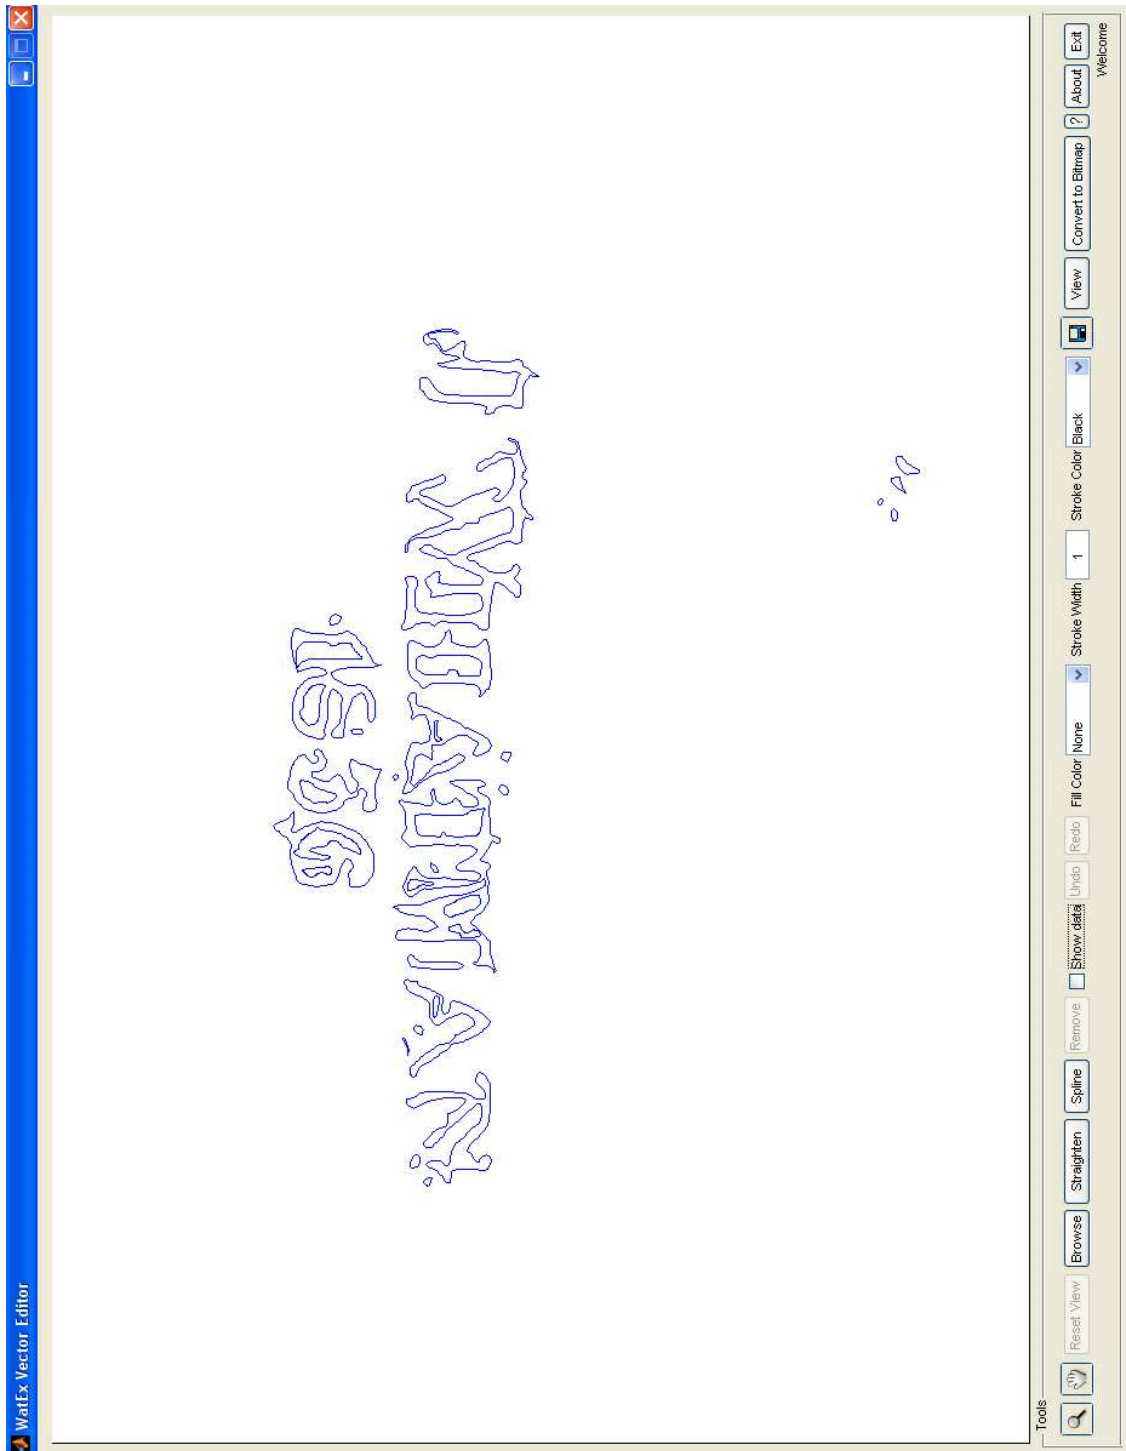 WatEx Vector Editor
Tools
Reset View Browse Straighten Spline Remove Show data Undo Redo Fill Color None Stroke Width 1 Stroke Color Black View Convert to Bitmap ? About Exit
Welcome